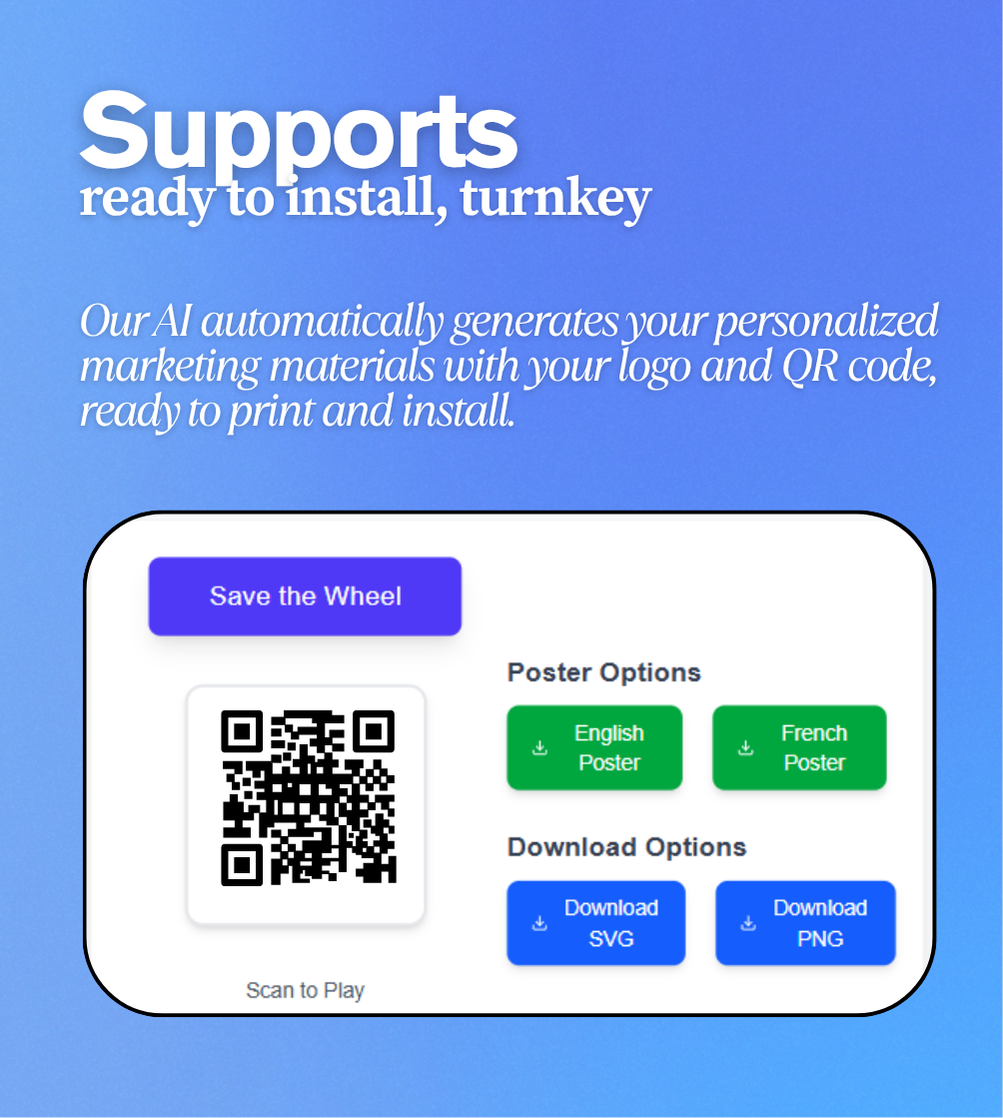 Supports
ready to install, turnkey
Our AI automatically generates your personalized
marketing materials with your logo and QR code,
ready to print and install.
Save the Wheel
Scan to Play
Poster Options
English
Poster
French
Poster
Download Options
Download
SVG
Download
PNG